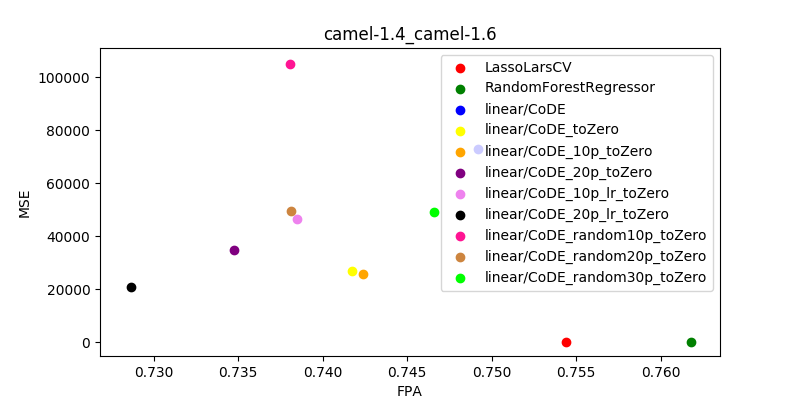 camel-1.4_camel-1.6
MSE
100000
80000
60000
40000
20000
0
LassoLarsCV
RandomForestRegressor
linear/CoDE
linear/CoDE_toZero
linear/CoDE_10p_toZero
linear/CoDE_20p_toZero
linear/CoDE_10p_lr_toZero
linear/CoDE_20p_lr_toZero
linear/CoDE_random10p_toZero
linear/CoDE_random20p_toZero
linear/CoDE_random30p_toZero
0.730 0.735 0.740 0.745 0.750 0.755 0.760
FPA